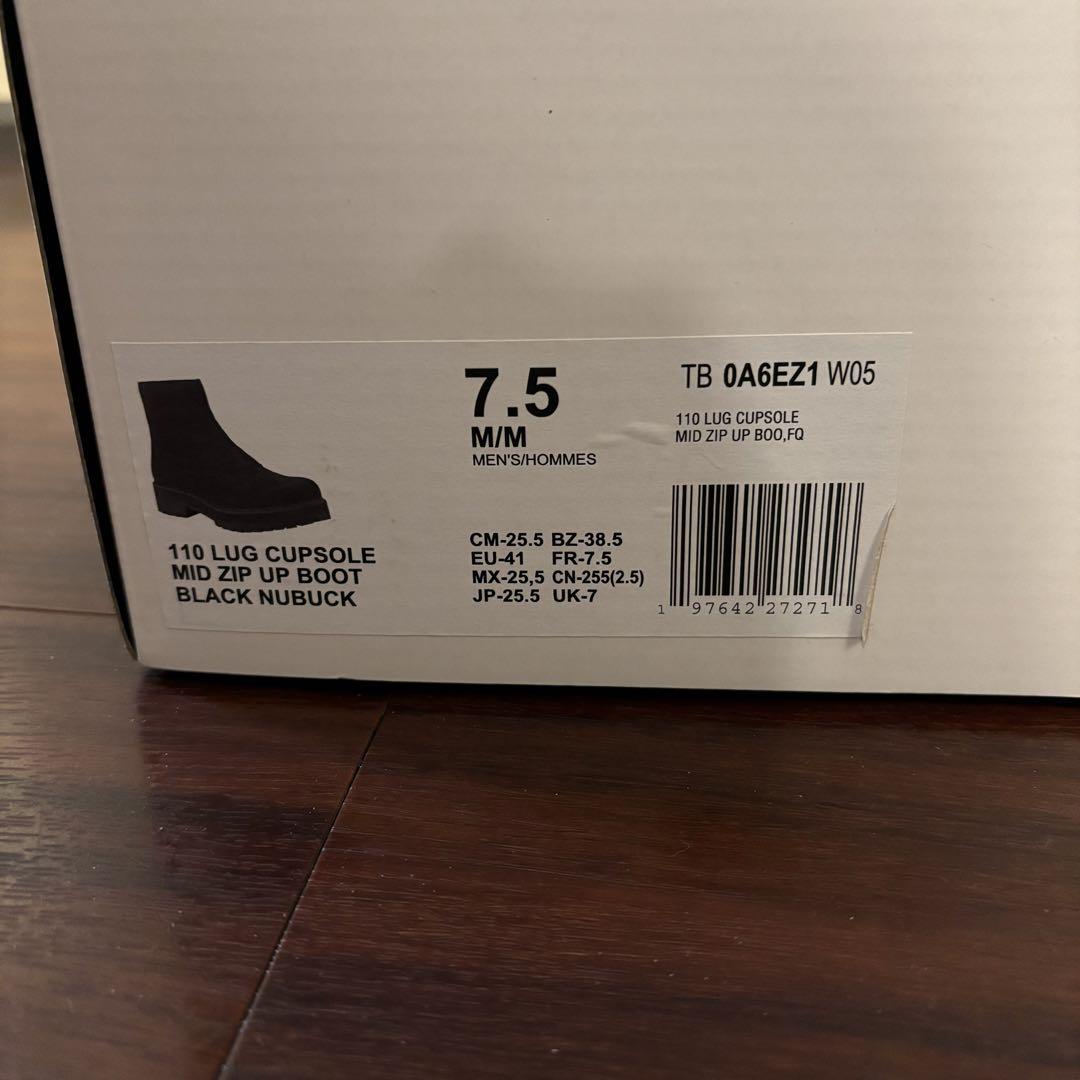 7.5
M/M
MEN'S/HOMMES
TB 0A6EZ1 W05
110 LUG CUPSOLE
MID ZIP UP BOO,FQ
110 LUG CUPSOLE
MID ZIP UP BOOT
BLACK NUBUCK
CM-25.5 BZ-38.5
EU-41 FR-7.5
MX-25,5 CN-255(2.5)
JP-25.5 UK-7
1 97642 27271 8